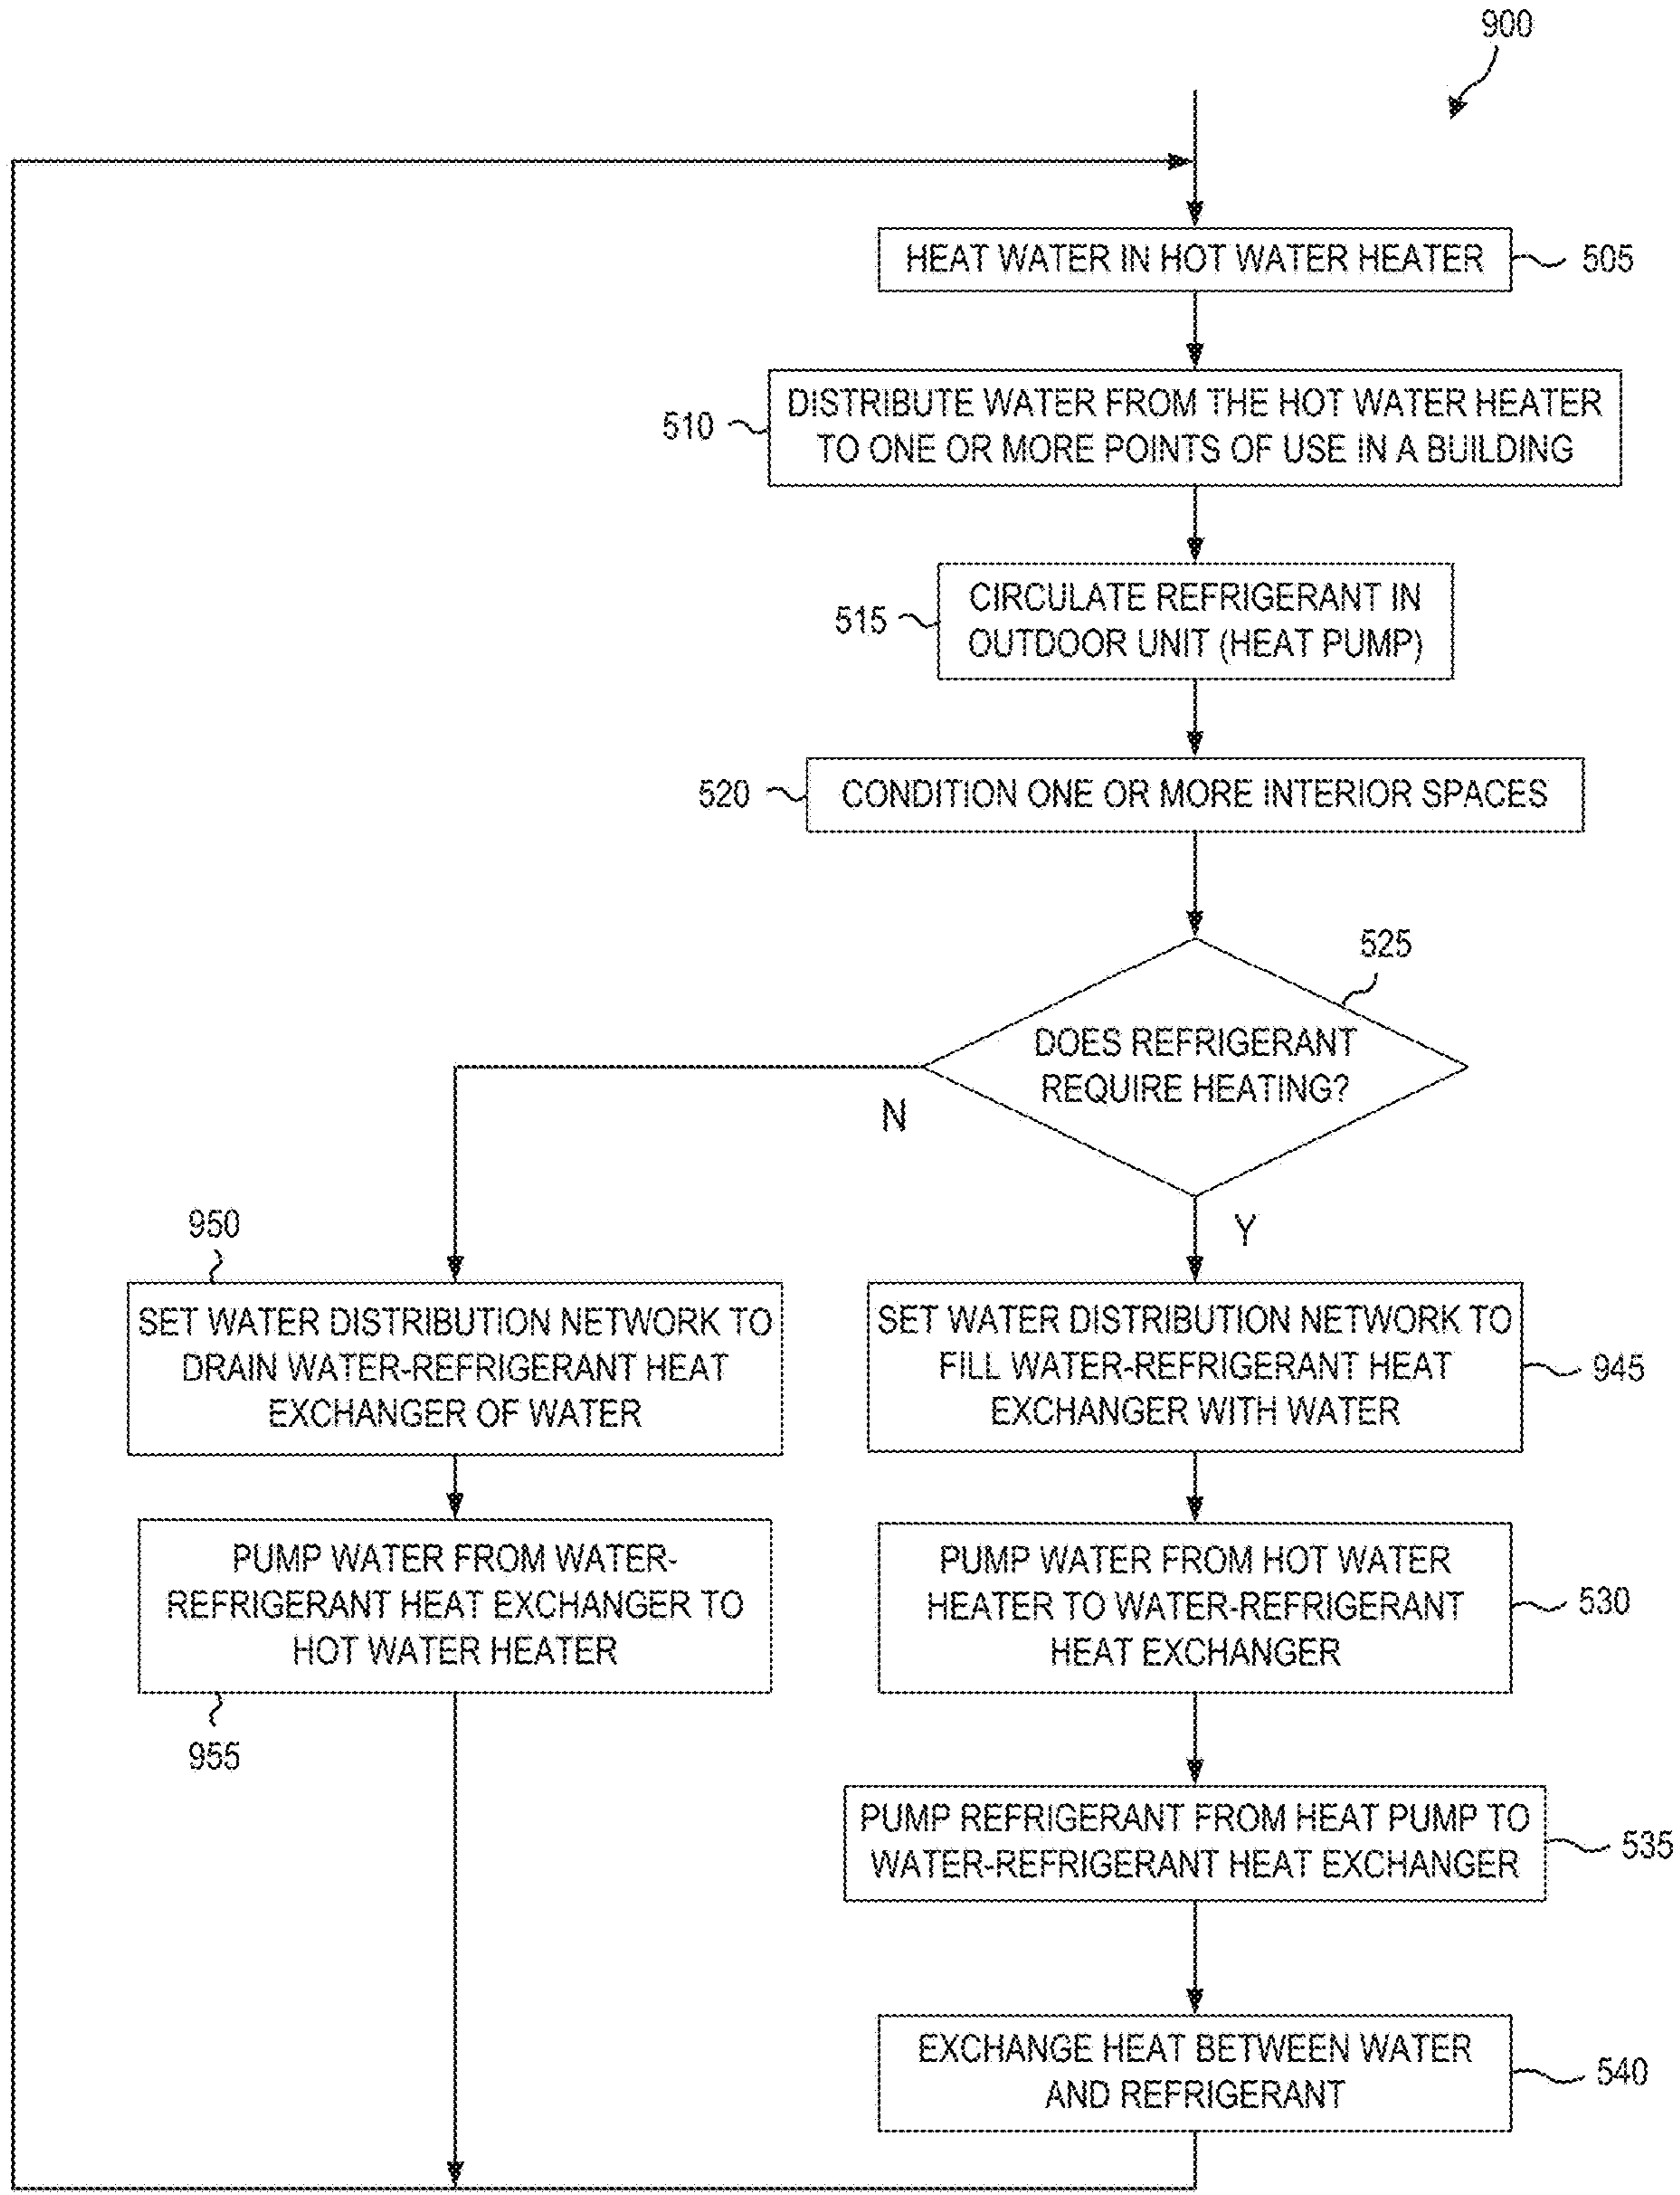 900
HEAT WATER IN HOT WATER HEATER
505
DISTRIBUTE WATER FROM THE HOT WATER HEATER
TO ONE OR MORE POINTS OF USE IN A BUILDING
510
CIRCULATE REFRIGERANT IN
OUTDOOR UNIT (HEAT PUMP)
515
CONDITION ONE OR MORE INTERIOR SPACES
520
525
DOES REFRIGERANT
REQUIRE HEATING?
N
Y
950
SET WATER DISTRIBUTION NETWORK TO
DRAIN WATER-REFRIGERANT HEAT
EXCHANGER OF WATER
SET WATER DISTRIBUTION NETWORK TO
FILL WATER-REFRIGERANT HEAT
EXCHANGER WITH WATER
945
PUMP WATER FROM WATER-
REFRIGERANT HEAT EXCHANGER TO
HOT WATER HEATER
955
PUMP WATER FROM HOT WATER
HEATER TO WATER-REFRIGERANT
HEAT EXCHANGER
530
PUMP REFRIGERANT FROM HEAT PUMP TO
WATER-REFRIGERANT HEAT EXCHANGER
535
EXCHANGE HEAT BETWEEN WATER
AND REFRIGERANT
540